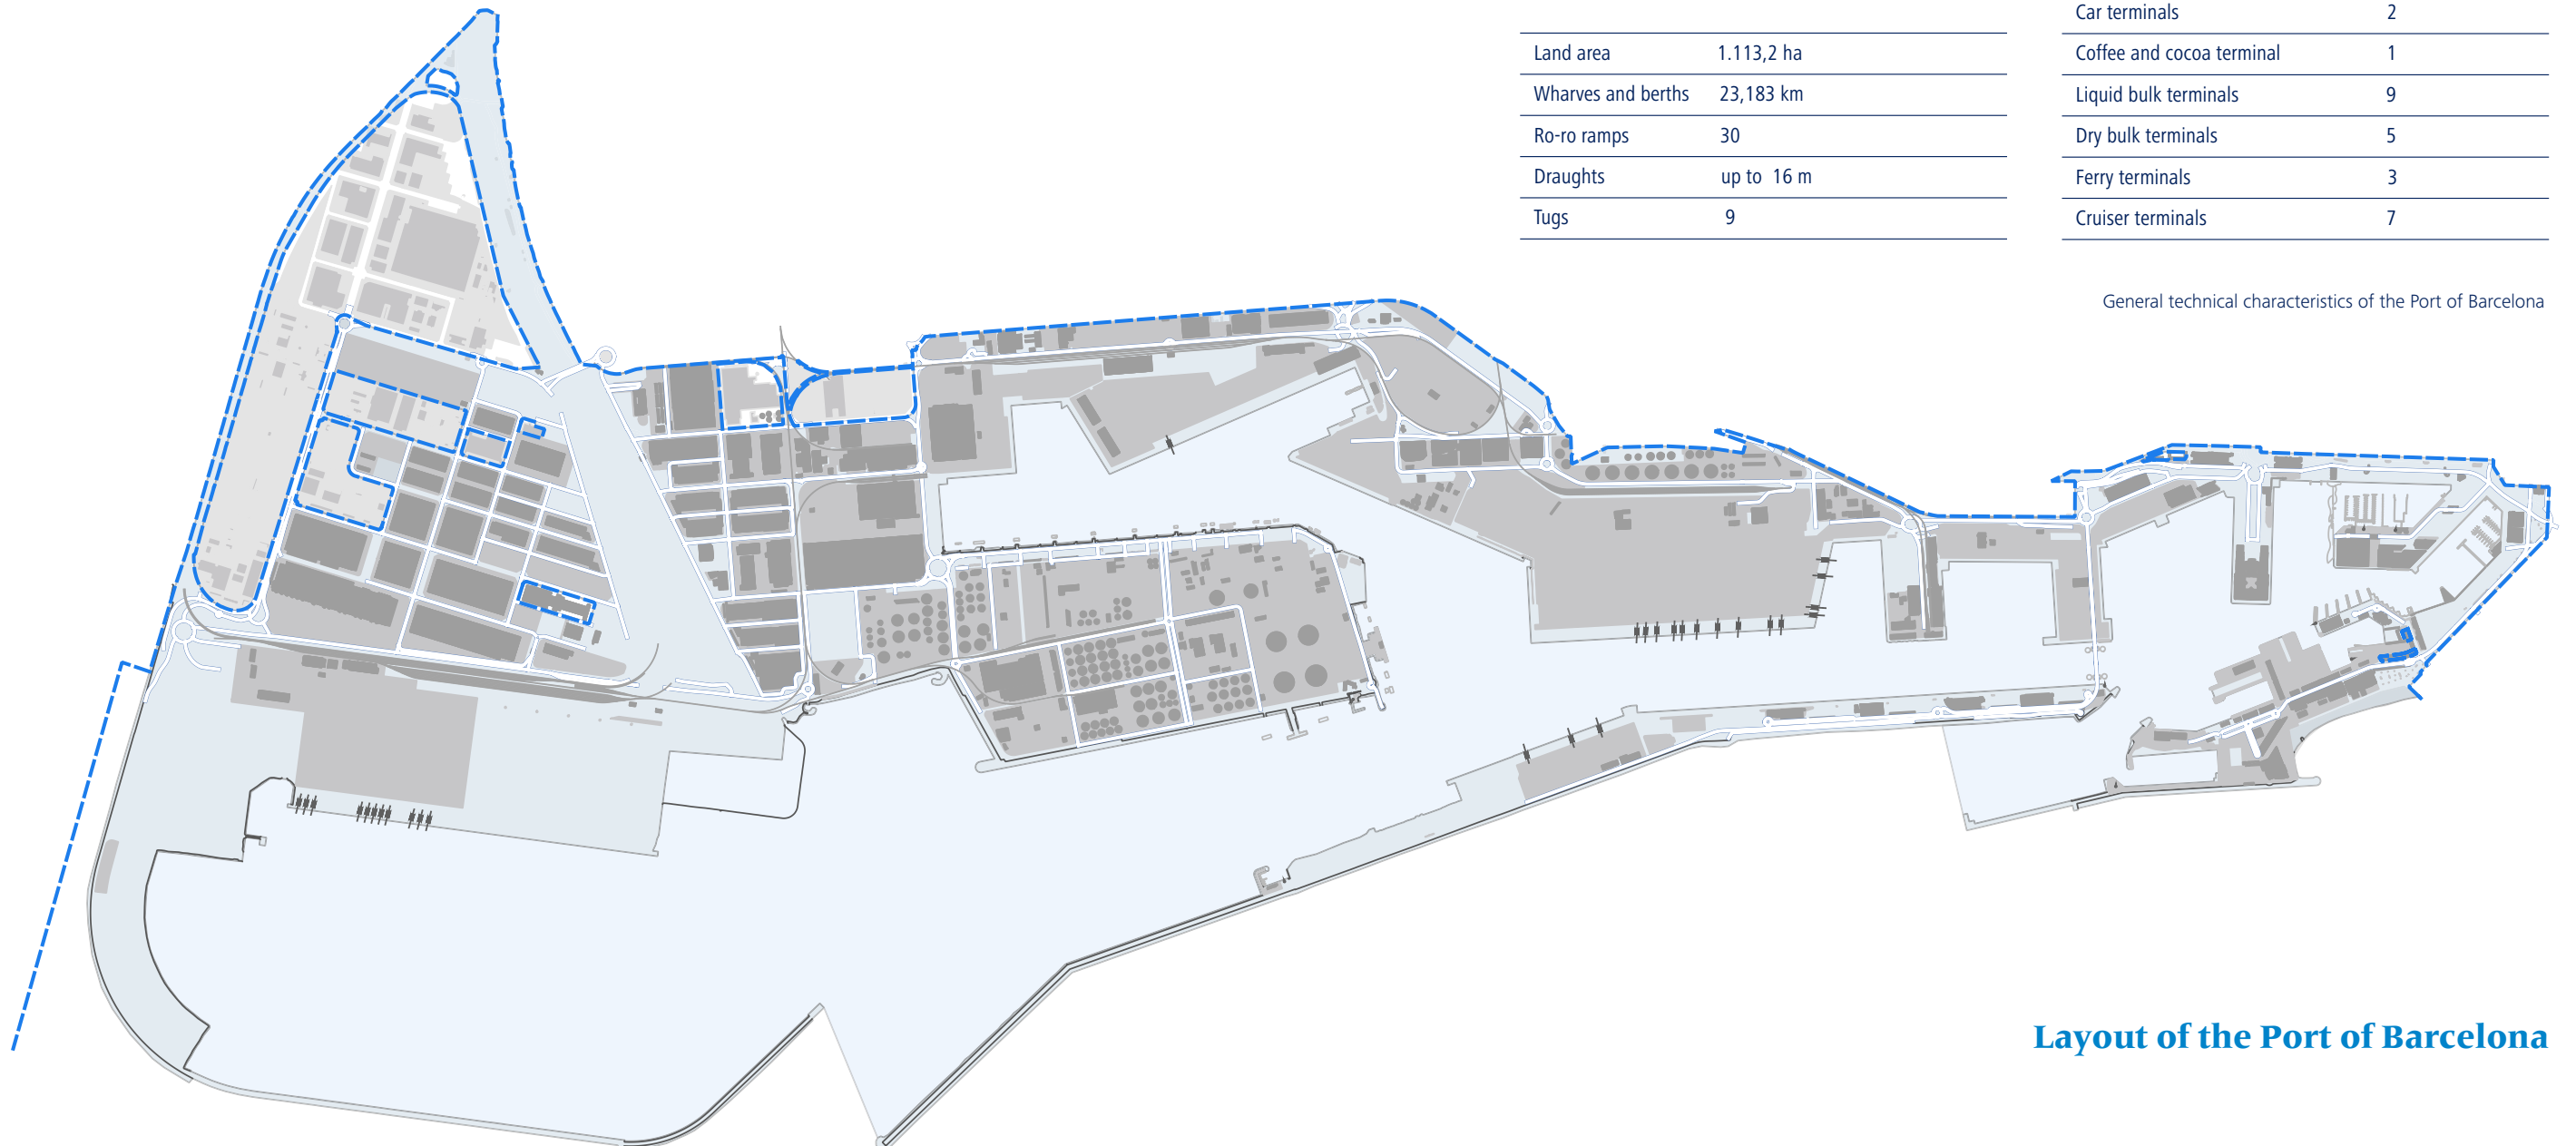 Land area 1.113,2 ha
Wharves and berths 23,183 km
Ro-ro ramps 30
Draughts up to 16 m
Tugs 9
Car terminals 2
Coffee and cocoa terminal 1
Liquid bulk terminals 9
Dry bulk terminals 5
Ferry terminals 3
Cruiser terminals 7
General technical characteristics of the Port of Barcelona
Layout of the Port of Barcelona